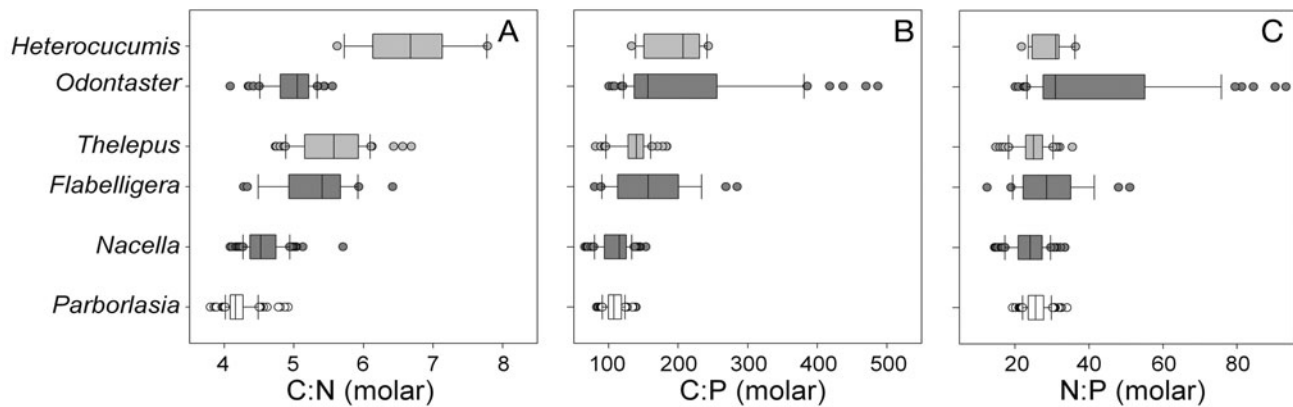 A
B
C
Heterocucumis
Odontaster
Thelepus
Flabelligera
Nacella
Parborlasia
4 5 6 7 8
100 200 300 400 500
20 40 60 80
C:N (molar)
C:P (molar)
N:P (molar)